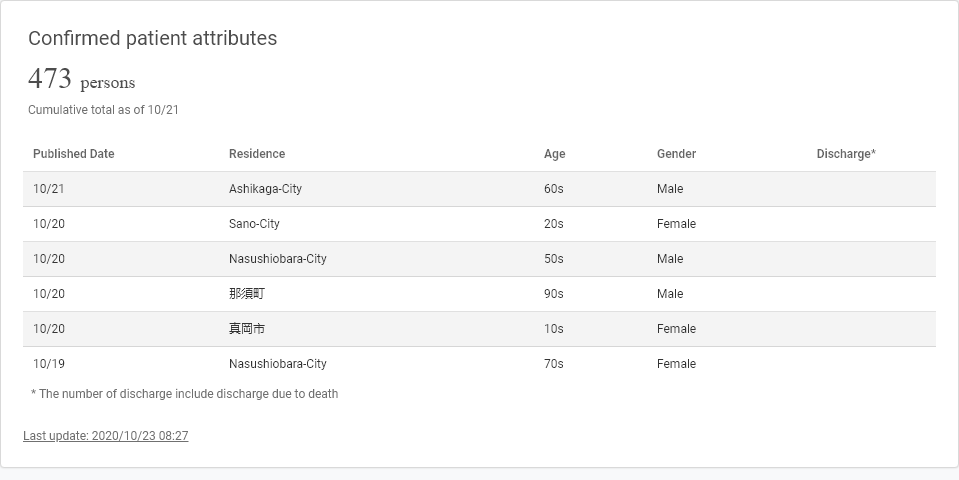 Confirmed patient attributes
473 persons
Cumulative total as of 10/21
Published Date Residence Age Gender Discharge*
10/21 Ashikaga-City 60s Male
10/20 Sano-City 20s Female
10/20 Nasushiobara-City 50s Male
10/20 那須町 90s Male
10/20 真岡市 10s Female
10/19 Nasushiobara-City 70s Female
* The number of discharge include discharge due to death
Last update: 2020/10/23 08:27